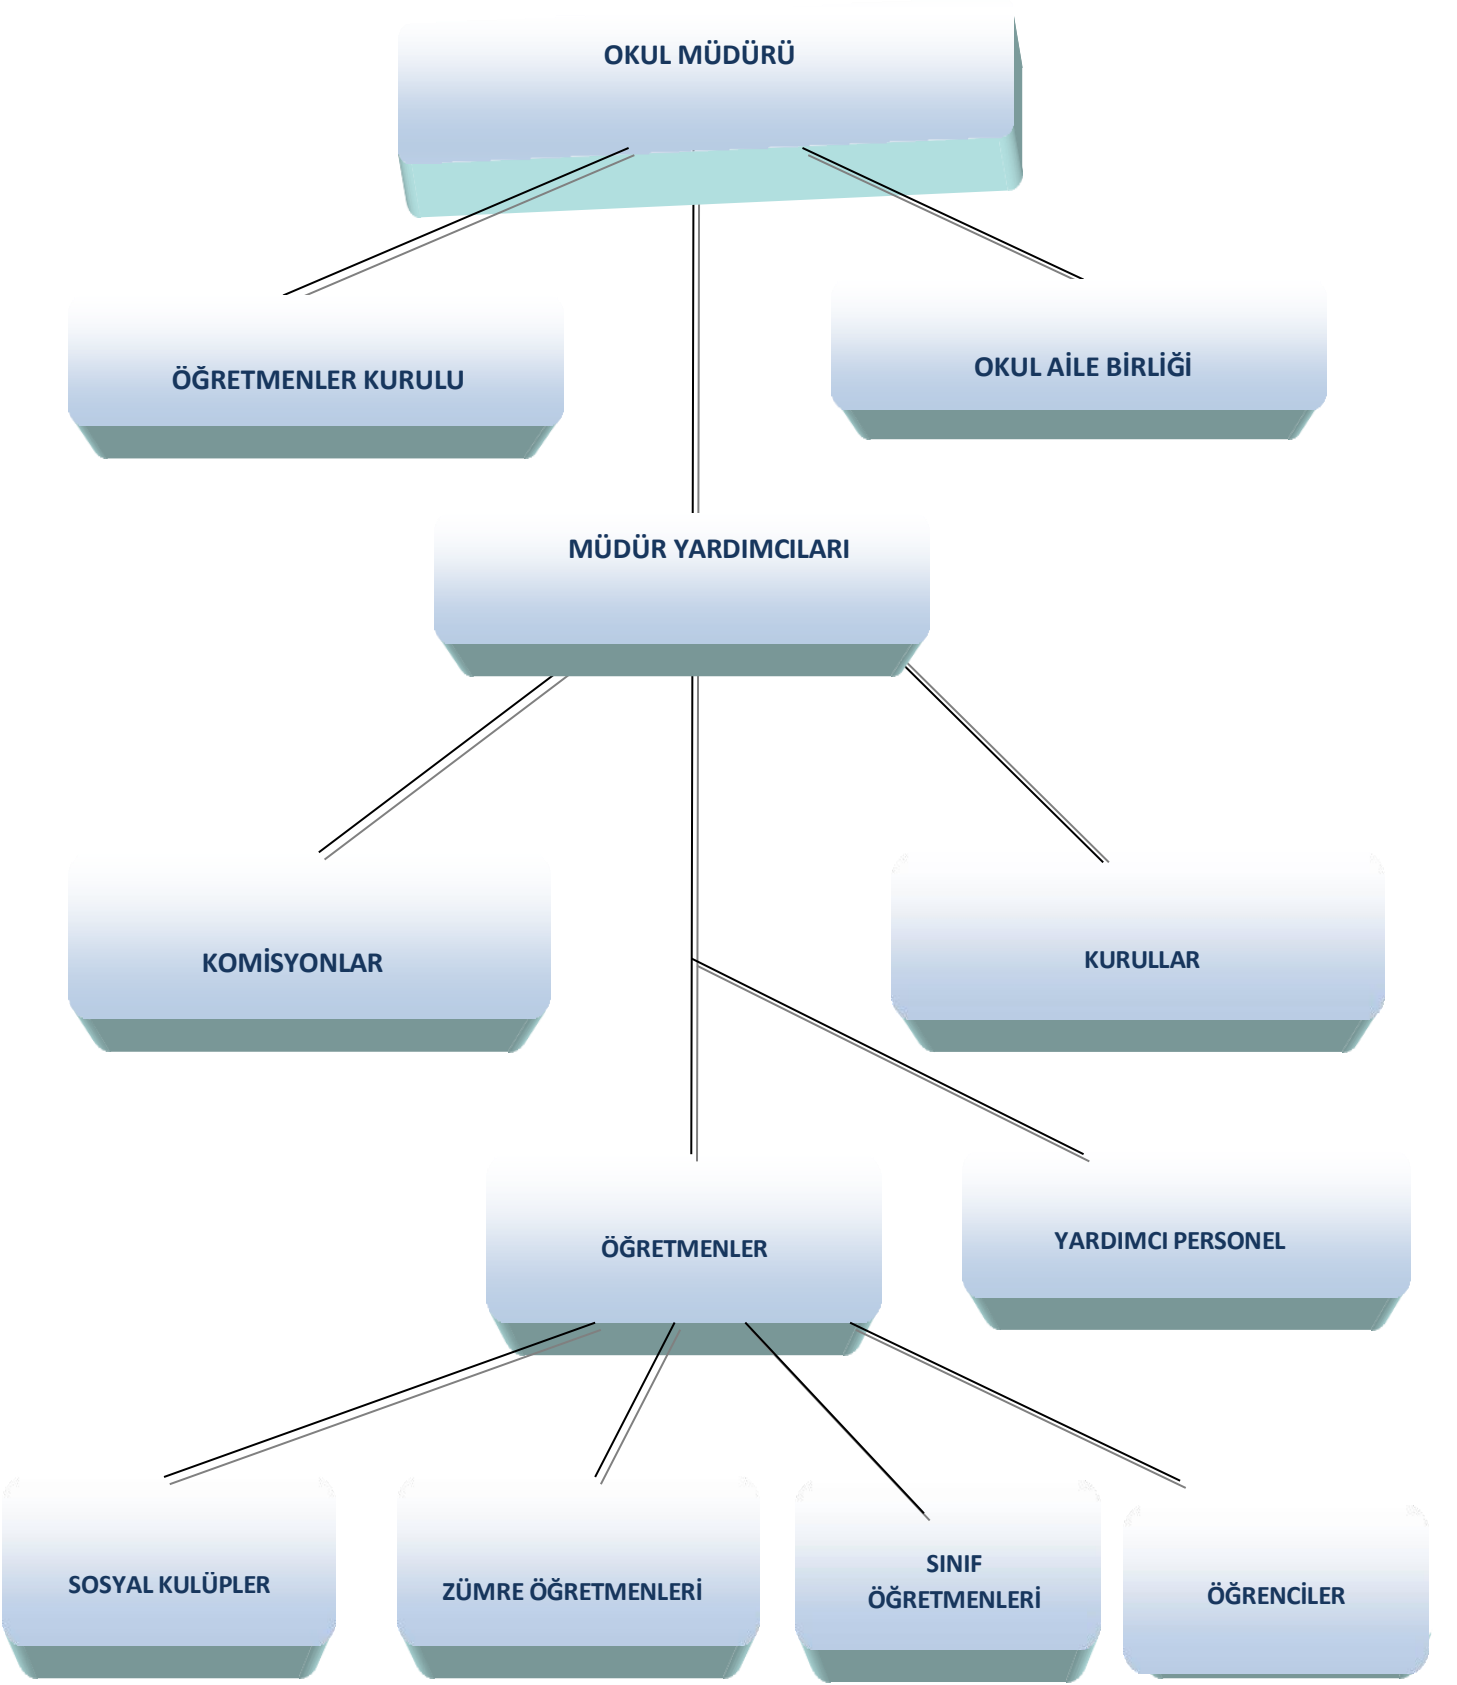 OKUL MÜDÜRÜ
ÖĞRETMENLER KURULU
OKUL AİLE BİRLİĞİ
MÜDÜR YARDIMCILARI
KOMİSYONLAR
KURULLAR
ÖĞRETMENLER
YARDIMCI PERSONEL
SOSYAL KULÜPLER
ZÜMRE ÖĞRETMENLERİ
SINIF
ÖĞRETMENLERİ
ÖĞRENCİLER